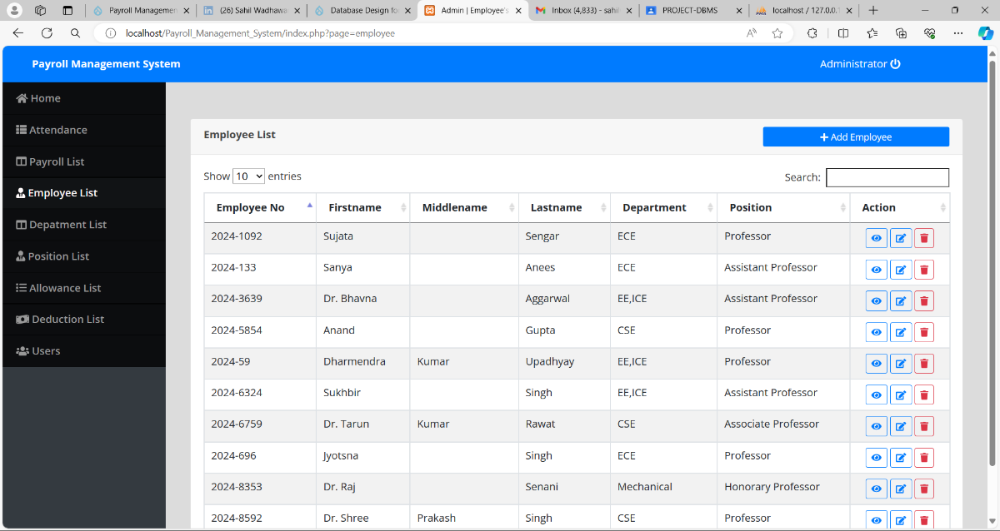 Payroll Managemen
(26) Sahil Wadhawa
Database Design fo
Admin | Employee's
Inbox (4,833) - sahi
PROJECT-DBMS
localhost / 127.0.0.1
localhost/Payroll_Management_System/index.php?page=employee
Payroll Management System Administrator
Home
Attendance
Payroll List
Employee List
Depatment List
Position List
Allowance List
Deduction List
Users
Employee List + Add Employee
Show 10 entries Search:
Employee No Firstname Middlename Lastname Department Position Action
2024-1092 Sujata Sengar ECE Professor
2024-133 Sanya Anees ECE Assistant Professor
2024-3639 Dr. Bhavna Aggarwal EE,ICE Assistant Professor
2024-5854 Anand Gupta CSE Professor
2024-59 Dharmendra Kumar Upadhyay EE,ICE Professor
2024-6324 Sukhbir Singh EE,ICE Assistant Professor
2024-6759 Dr. Tarun Kumar Rawat CSE Associate Professor
2024-696 Jyotsna Singh ECE Professor
2024-8353 Dr. Raj Senani Mechanical Honorary Professor
2024-8592 Dr. Shree Prakash Singh CSE Professor